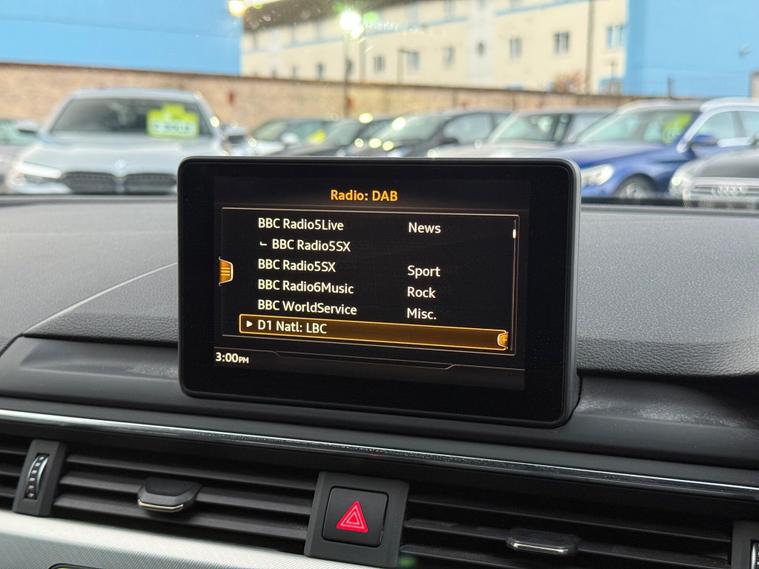 Radio: DAB
BBC Radio5Live News
BBC Radio5SX
BBC Radio5SX Sport
BBC Radio6Music Rock
BBC WorldService Misc.
D1 Natl: LBC
3:00PM